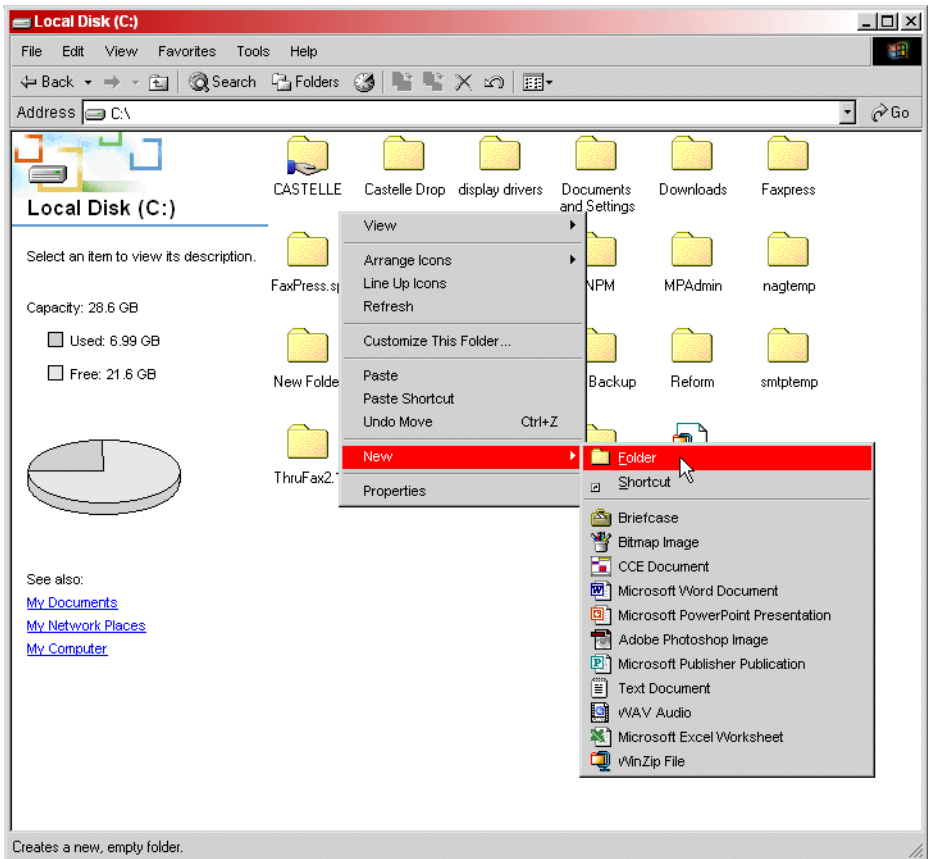 Local Disk (C:)
File Edit View Favorites Tools Help
Back Search Folders
Address C:\ Go
CASTELLE Castelle Drop display drivers Documents and Settings Downloads Faxpress
Local Disk (C:)
Select an item to view its description.
Capacity: 28.6 GB
Used: 6.99 GB
Free: 21.6 GB
FaxPress.sp NPM MPAdmin nagtemp
New Folde Backup Reform smtptemp
ThruFax2.
View
Arrange Icons
Line Up Icons
Refresh
Customize This Folder...
Paste
Paste Shortcut
Undo Move Ctrl+Z
New
Properties
Folder
Shortcut
Briefcase
Bitmap Image
CCE Document
Microsoft Word Document
Microsoft PowerPoint Presentation
Adobe Photoshop Image
Microsoft Publisher Publication
Text Document
WAV Audio
Microsoft Excel Worksheet
WinZip File
See also:
My Documents
My Network Places
My Computer
Creates a new, empty folder.